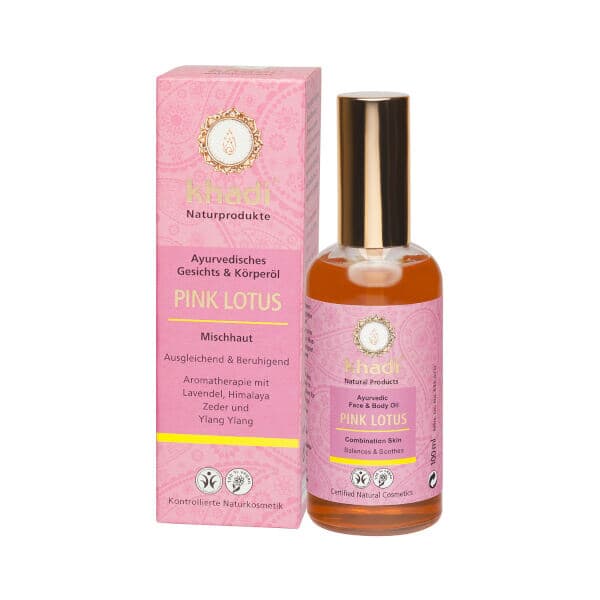 khadi
Naturprodukte
Ayurvedisches
Gesichts & Körperöl
PINK LOTUS
Mischhaut
Ausgleichend & Beruhigend
Aromatherapie mit
Lavendel, Himalaya
Zeder und
Ylang Ylang
Kontrollierte Naturkosmetik
khadi
Natural Products
Ayurvedic
Face & Body Oil
PINK LOTUS
Combination Skin
Balances & Soothes
Certified Natural Cosmetics
100 ml